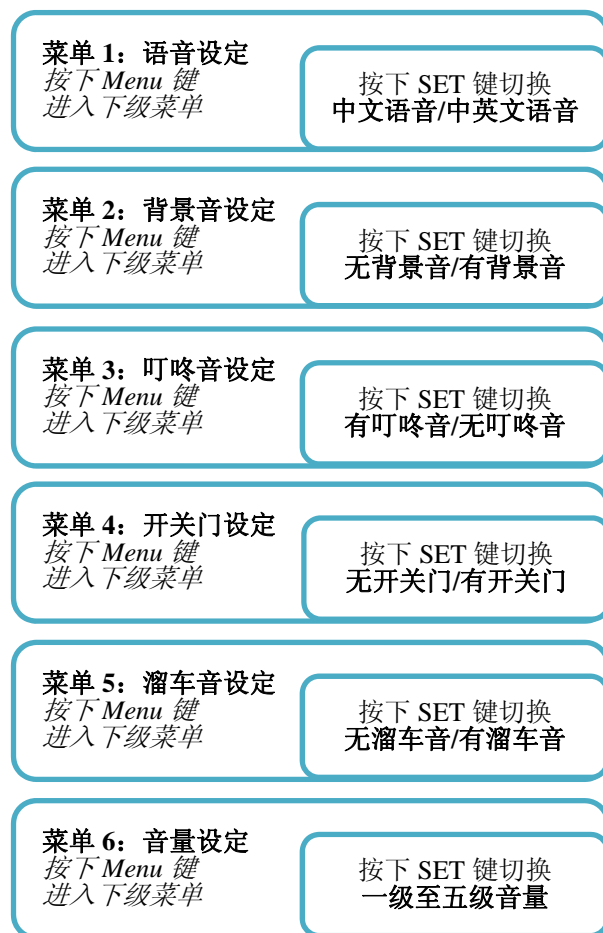 菜单 1：语音设定
按下 Menu 键
进入下级菜单
按下 SET 键切换
中文语音/中英文语音
菜单 2：背景音设定
按下 Menu 键
进入下级菜单
按下 SET 键切换
无背景音/有背景音
菜单 3：叮咚音设定
按下 Menu 键
进入下级菜单
按下 SET 键切换
有叮咚音/无叮咚音
菜单 4：开关门设定
按下 Menu 键
进入下级菜单
按下 SET 键切换
无开关门/有开关门
菜单 5：溜车音设定
按下 Menu 键
进入下级菜单
按下 SET 键切换
无溜车音/有溜车音
菜单 6：音量设定
按下 Menu 键
进入下级菜单
按下 SET 键切换
一级至五级音量